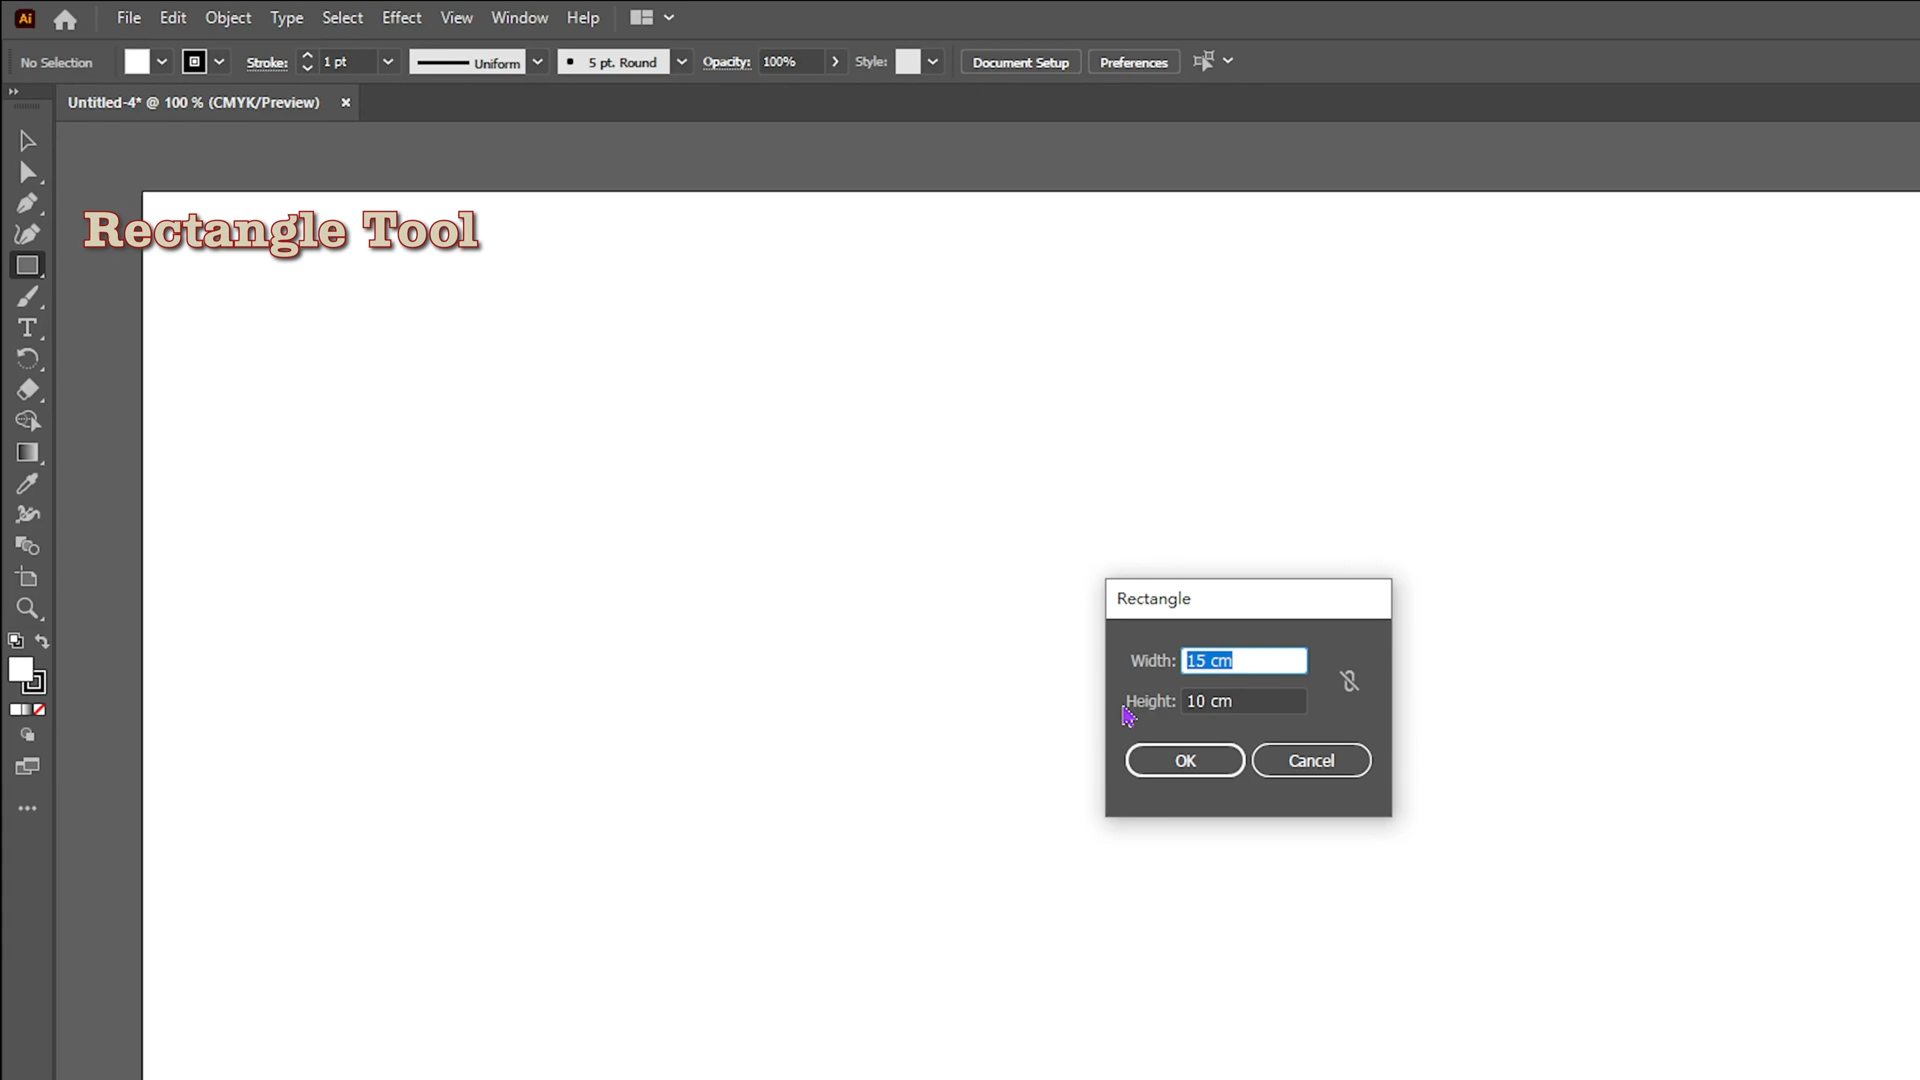 Ai File Edit Object Type Select Effect View Window Help
No Selection Stroke: 1 pt Uniform 5 pt. Round Opacity: 100% Style: Document Setup Preferences
Untitled-4* @ 100 % (CMYK/Preview)
Rectangle Tool
Rectangle
Width: 15 cm
Height: 10 cm
OK Cancel